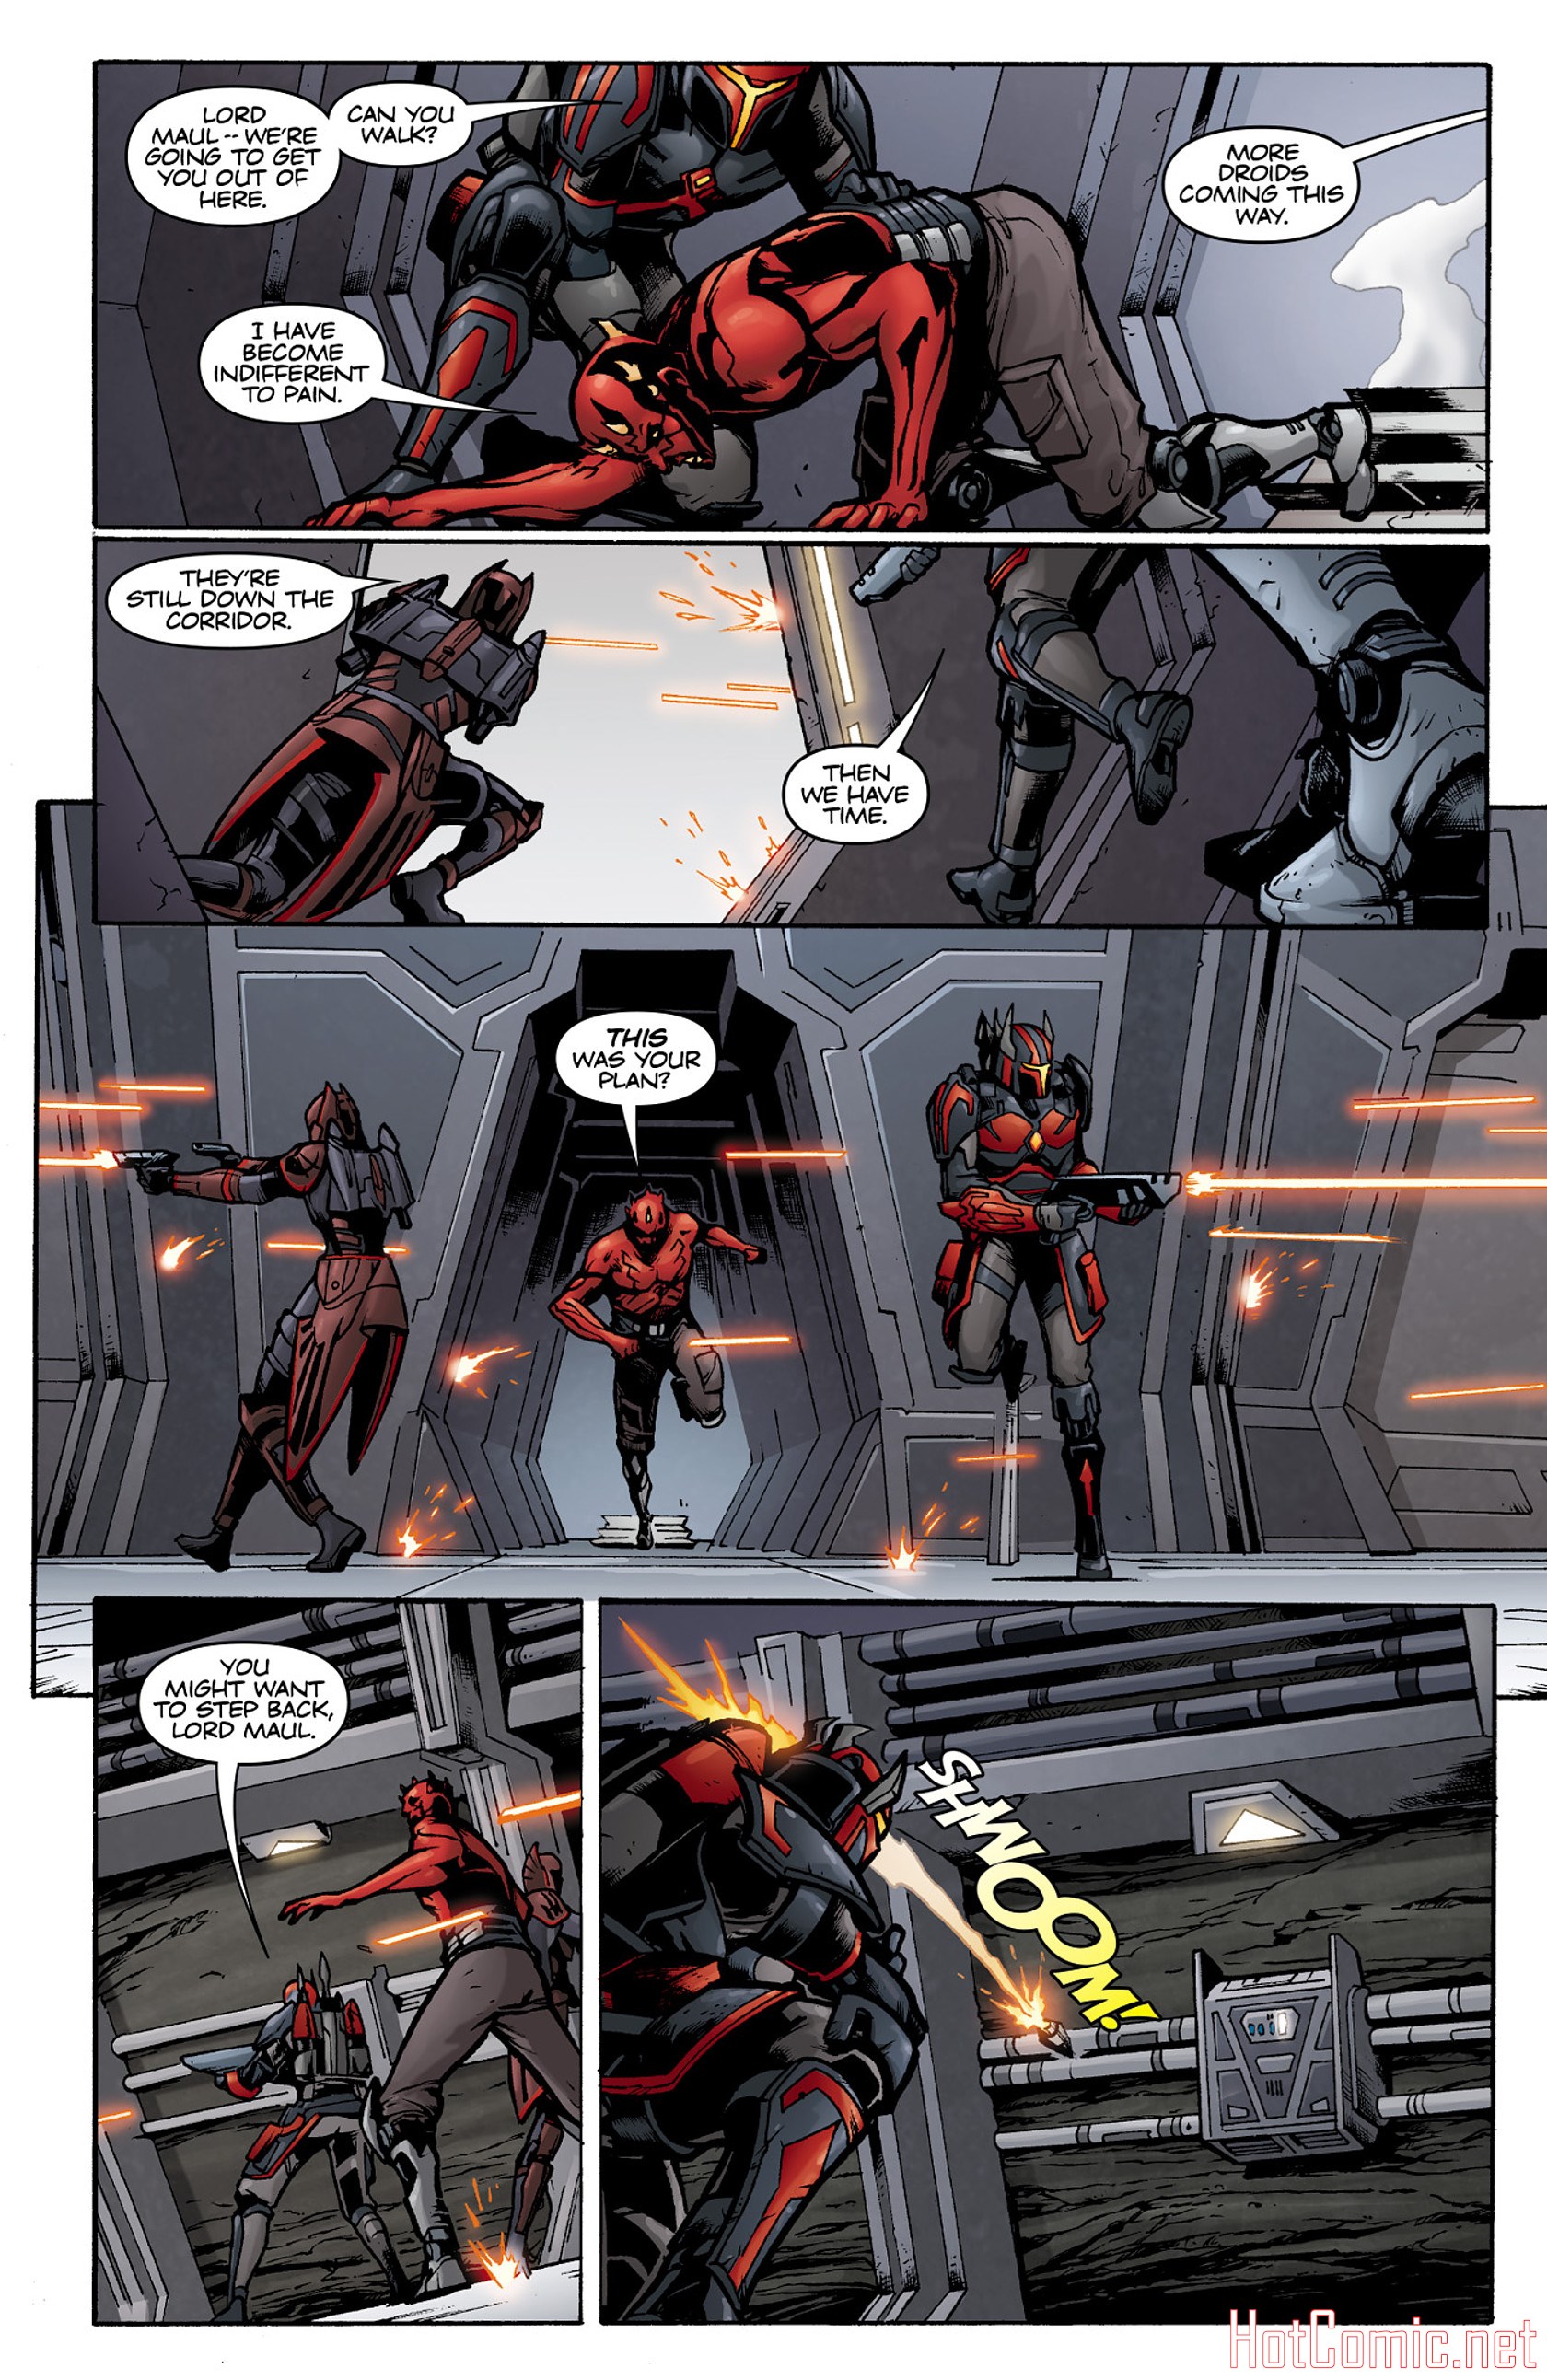 LORD
MAUL -- WE'RE
GOING TO GET
YOU OUT OF
HERE.
CAN YOU
WALK?
MORE
DROIDS
COMING THIS
WAY.
I HAVE
BECOME
INDIFFERENT
TO PAIN.
THEY'RE
STILL DOWN THE
CORRIDOR.
THEN
WE HAVE
TIME.
THIS
WAS YOUR
PLAN?
YOU
MIGHT WANT
TO STEP BACK,
LORD MAUL.
SHWOOM!
HotComic.net